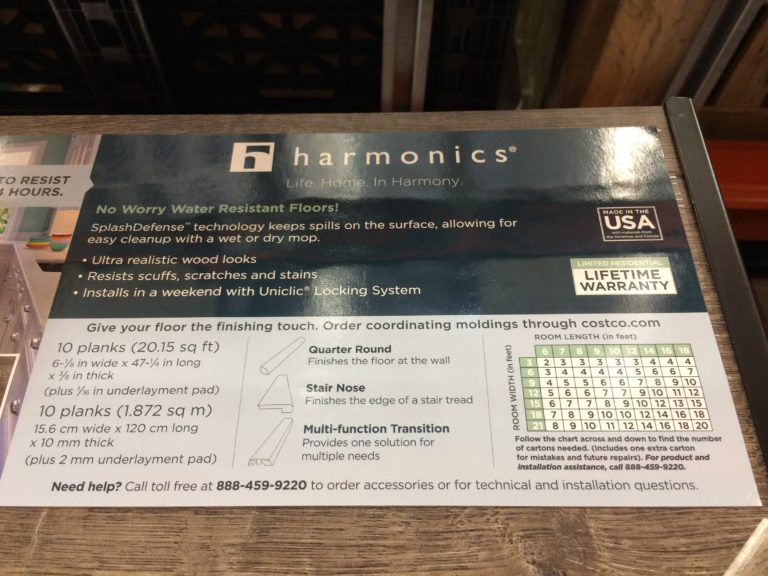 TO RESIST
4 HOURS.
harmonics®
Life. Home. In Harmony.
No Worry Water Resistant Floors!
SplashDefense™ technology keeps spills on the surface, allowing for
easy cleanup with a wet or dry mop.
• Ultra realistic wood looks
• Resists scuffs, scratches and stains
• Installs in a weekend with Uniclic® Locking System
MADE IN THE
USA
with materials from
the Americas and Europe
LIMITED RESIDENTIAL
LIFETIME
WARRANTY
Give your floor the finishing touch. Order coordinating moldings through costco.com
10 planks (20.15 sq ft)
6-⅛ in wide x 47-¼ in long
x ⅜ in thick
(plus 1/16 in underlayment pad)
10 planks (1.872 sq m)
15.6 cm wide x 120 cm long
x 10 mm thick
(plus 2 mm underlayment pad)
Quarter Round
Finishes the floor at the wall
Stair Nose
Finishes the edge of a stair tread
Multi-function Transition
Provides one solution for
multiple needs
ROOM LENGTH (in feet)
ROOM WIDTH (in feet)
Follow the chart across and down to find the number
of cartons needed. (includes one extra carton
for mistakes and future repairs). For product and
installation assistance, call 888-459-9220.
Need help? Call toll free at 888-459-9220 to order accessories or for technical and installation questions.